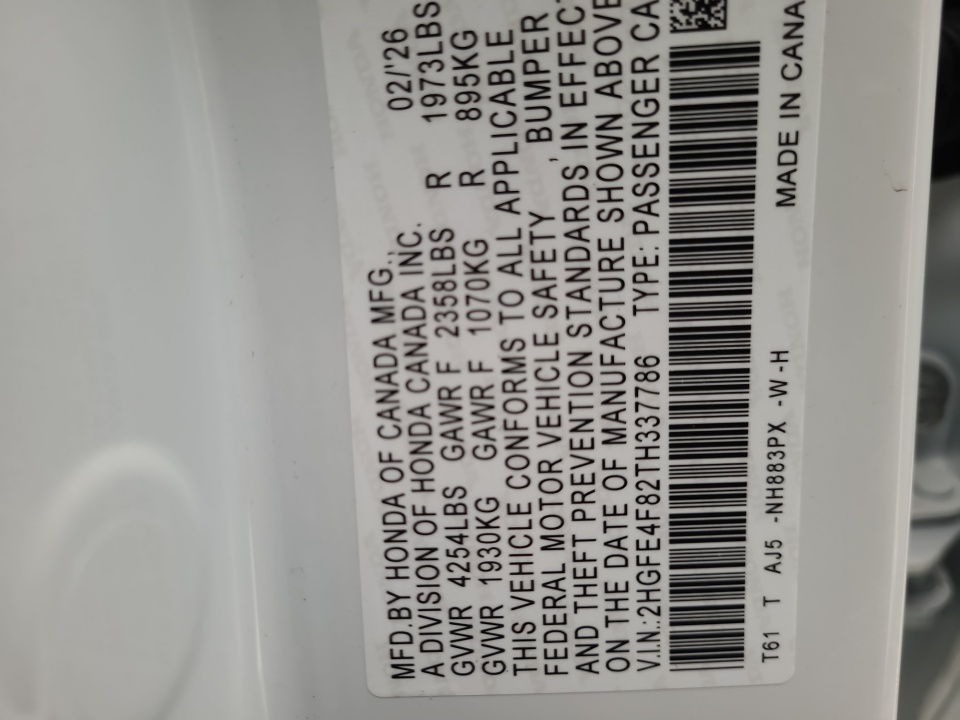 MFD.BY HONDA OF CANADA MFG., 02/'26
A DIVISION OF HONDA CANADA INC.
GVWR 4254LBS GAWR F 2358LBS R 1973LBS
GVWR 1930KG GAWR F 1070KG R 895KG
THIS VEHICLE CONFORMS TO ALL APPLICABLE
FEDERAL MOTOR VEHICLE SAFETY, BUMPER
AND THEFT PREVENTION STANDARDS IN EFFECT
ON THE DATE OF MANUFACTURE SHOWN ABOVE
V.I.N.:2HGFE4F82TH337786 TYPE: PASSENGER CA
T61 T AJ5 -NH883PX -W-H MADE IN CANA